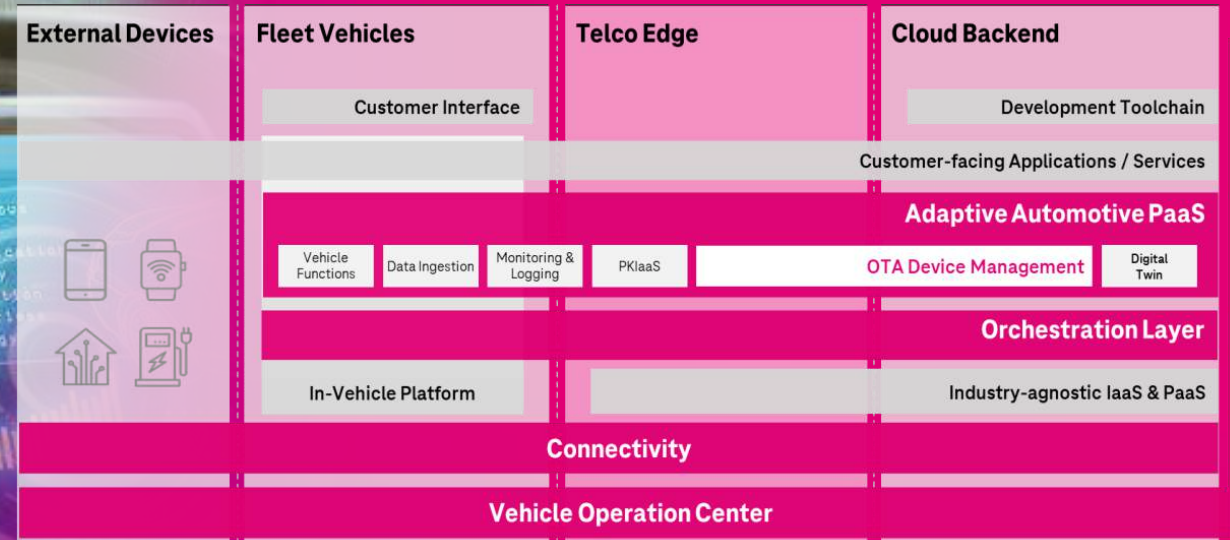 External Devices
Fleet Vehicles
Telco Edge
Cloud Backend
Customer Interface
Development Toolchain
Customer-facing Applications / Services
Adaptive Automotive PaaS
Vehicle
Functions
Data Ingestion
Monitoring &
Logging
PKIaaS
OTA Device Management
Digital
Twin
Orchestration Layer
In-Vehicle Platform
Industry-agnostic IaaS & PaaS
Connectivity
Vehicle Operation Center